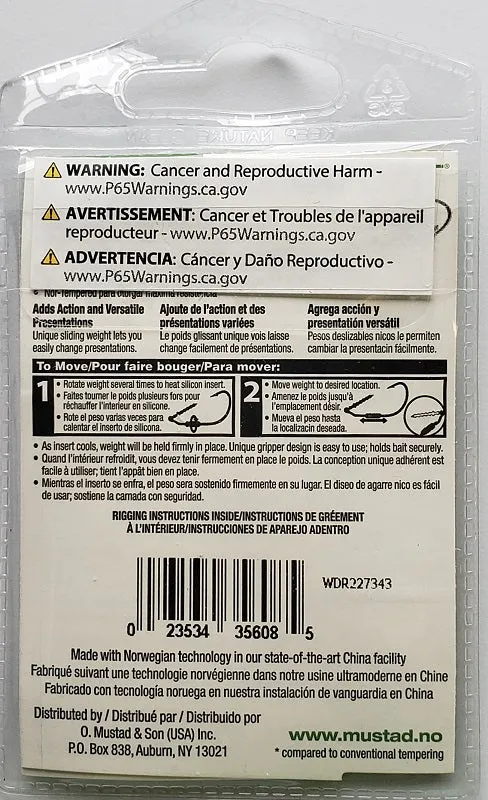 KEEP NATURE CLEAN
WARNING: Cancer and Reproductive Harm -
www.P65Warnings.ca.gov
AVERTISSEMENT: Cancer et Troubles de l'appareil
reproducteur - www.P65Warnings.ca.gov
ADVERTENCIA: Cáncer y Daño Reproductivo -
www.P65Warnings.ca.gov
• Nor-Tempered para otorgar máxima resistencia
Adds Action and Versatile
Presentations
Unique sliding weight lets you
easily change presentations.
Ajoute de l'action et des
présentations variées
Le poids glissant unique vois laisse
change facilement de présentations.
Agrega acción y
presentatión versátil
Pesos deslizables nicos le permiten
cambiar la presentacin fácilmente.
To Move/Pour faire bouger/Para mover:
1
• Rotate weight several times to heat silicon insert.
• Faites tourner le poids plusieurs fors pour
réchauffer l'intérieur en silicone.
• Rote el peso varias veces para
calentar el inserto de silicona.
2
• Move weight to desired location.
• Amenez le poids jusqu'à
l'emplacement désir.
• Mueva el peso hasta
la localizacin deseada.
• As insert cools, weight will be held firmly in place. Unique gripper design is easy to use; holds bait securely.
• Quand l'intérieur refroidit, vous devez tenir fermement en place le poids. La conception unique adhérent est
facile à utiliser; tient l'appât bien en place.
• Mientras el inserto se enfra, el peso sera sostenido firmemente en su lugar. El diseo de agarre nico es fácil
de usar; sostiene la carnada con seguridad.
RIGGING INSTRUCTIONS INSIDE/INSTRUCTIONS DE GRÉEMENT
À L'INTÉRIEUR/INSTRUCCIONES DE APAREJO ADENTRO
WDR227343
0 23534 35608 5
Made with Norwegian technology in our state-of-the-art China facility
Fabriqué suivant une technologie norvégienne dans notre usine ultramoderne en Chine
Fabricado con tecnología noruega en nuestra instalación de vanguardia en China
Distributed by / Distribué par / Distribuido por
O. Mustad & Son (USA) Inc.
P.O. Box 838, Auburn, NY 13021
www.mustad.no
* compared to conventional tempering